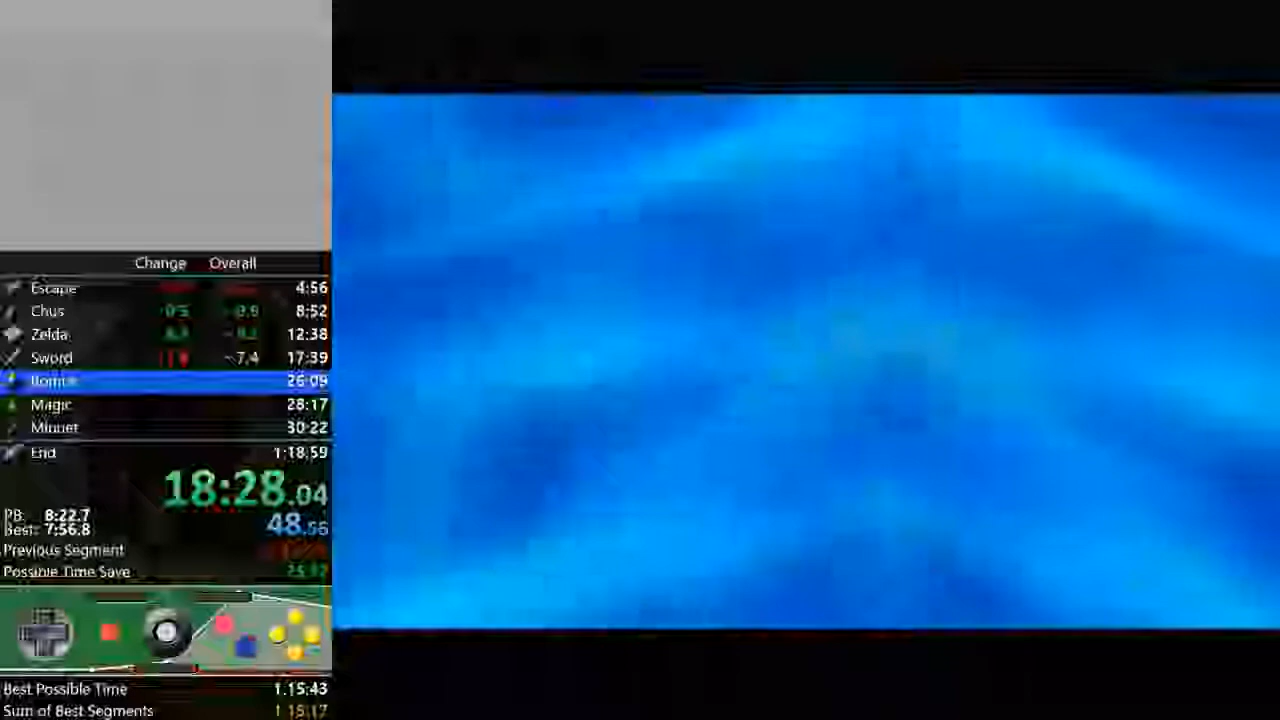 Change Overall
Escape 4:56
Chus 8:52
Zelda 12:38
Sword -7.4 17:39
26:09
Magic 28:17
Minuet 30:22
End 1:18:59
18:28.04
PB: 8:22.7
48.56
Best: 7:56.8
Previous Segment
Possible Time Save
Best Possible Time 1:15:43
Sum of Best Segments 1:15:17